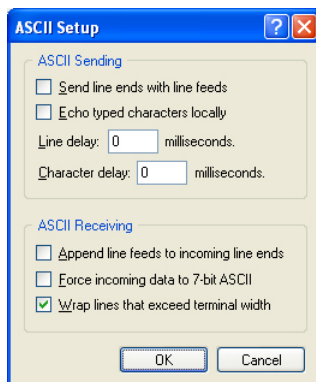 ASCII Setup
ASCII Sending
Send line ends with line feeds
Echo typed characters locally
Line delay: 0 milliseconds.
Character delay: 0 milliseconds.
ASCII Receiving
Append line feeds to incoming line ends
Force incoming data to 7-bit ASCII
Wrap lines that exceed terminal width
OK Cancel